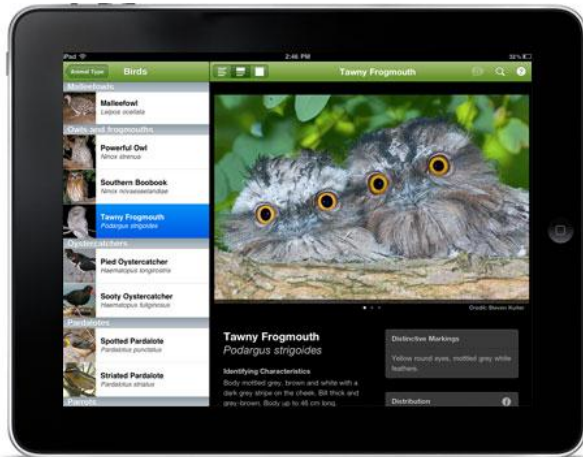 iPad
2:46 PM
Animal Type
Birds
Tawny Frogmouth
Malleefowls
Malleefowl
Leipoa ocellata
Owls and frogmouths
Powerful Owl
Ninox strenua
Southern Boobook
Ninox novaeseelandiae
Tawny Frogmouth
Podargus strigoides
Oystercatchers
Pied Oystercatcher
Haematopus longirostris
Sooty Oystercatcher
Haematopus fuliginosus
Pardalotes
Spotted Pardalote
Pardalotus punctatus
Striated Pardalote
Pardalotus striatus
Parrots
Tawny Frogmouth
Podargus strigoides
Identifying Characteristics
Body mottled grey, brown and white with a
dark grey stripe on the cheek. Bill thick and
grey-brown. Body up to 46 cm long.
Distinctive Markings
Yellow round eyes, mottled grey white
feathers.
Distribution